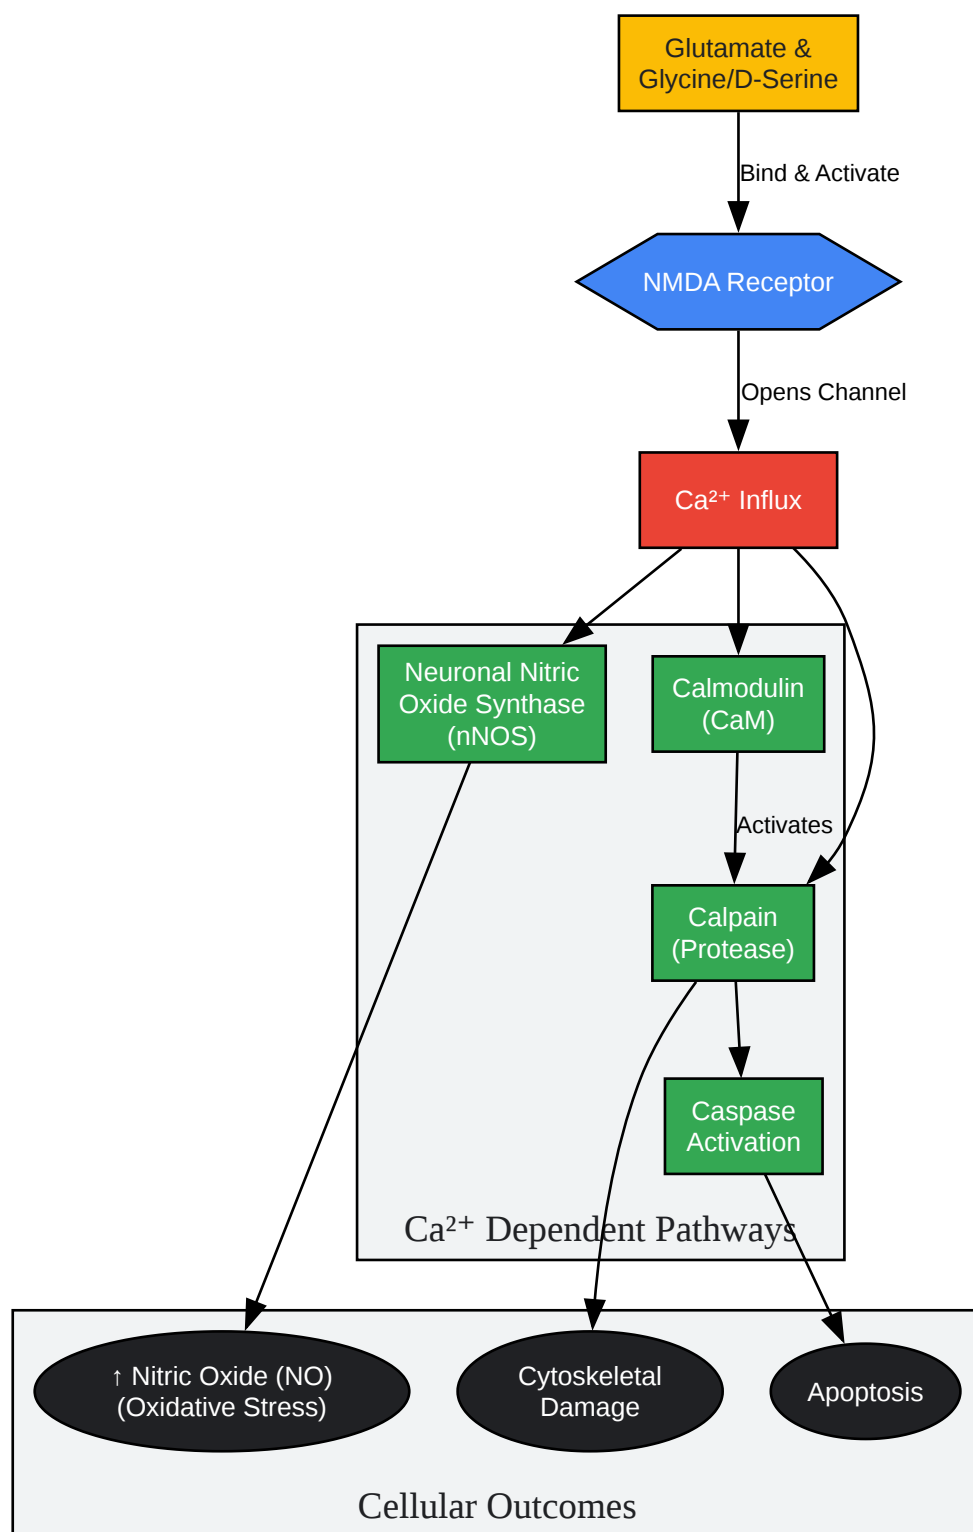 Glutamate &
Glycine/D-Serine
Bind & Activate
NMDA Receptor
Opens Channel
Ca²⁺ Influx
Neuronal Nitric
Oxide Synthase
(nNOS)
Calmodulin
(CaM)
Activates
Calpain
(Protease)
Caspase
Activation
Ca²⁺ Dependent Pathways
↑ Nitric Oxide (NO)
(Oxidative Stress)
Cytoskeletal
Damage
Apoptosis
Cellular Outcomes